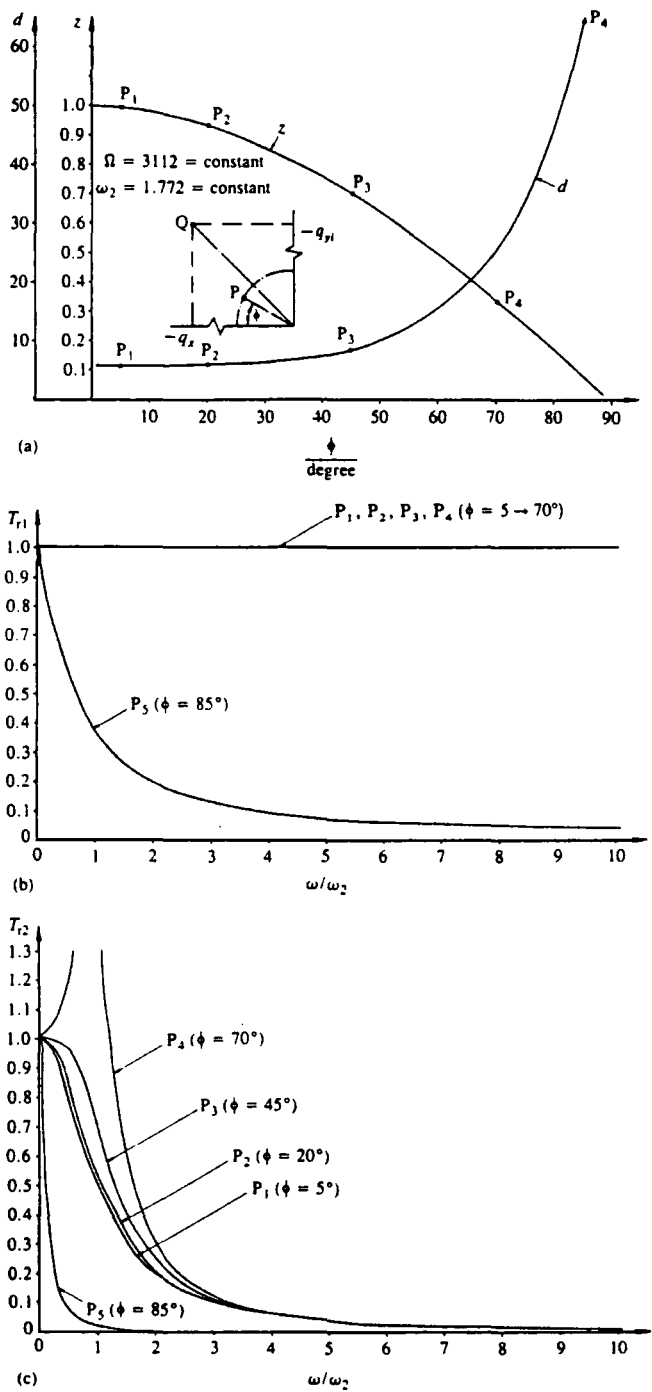 d z P₄
60
50 1.0 P₁
0.9 P₂
z
40 0.8 Ω = 3112 = constant
0.7 ω₂ = 1.772 = constant P₃ d
30 0.6 Q −q_yi
0.5
20 0.4
0.3 P P₄
10 0.2 −q_x ϕ P₃
0.1 P₁ P₂
0 0 10 20 30 40 50 60 70 80 90
(a) ϕ
degree
T_r1
P₁, P₂, P₃, P₄ (ϕ = 5 → 70°)
1.0
0.9
0.8
0.7
0.6
0.5 P₅ (ϕ = 85°)
0.4
0.3
0.2
0.1
0
0 1 2 3 4 5 6 7 8 9 10
(b) ω/ω₂
T_r2
1.3
1.2
1.1
1.0 P₄ (ϕ = 70°)
0.9
0.8 P₃ (ϕ = 45°)
0.7
0.6 P₂ (ϕ = 20°)
0.5 P₁ (ϕ = 5°)
0.4
0.3
0.2
0.1 P₅ (ϕ = 85°)
0
0 1 2 3 4 5 6 7 8 9 10
(c) ω/ω₂